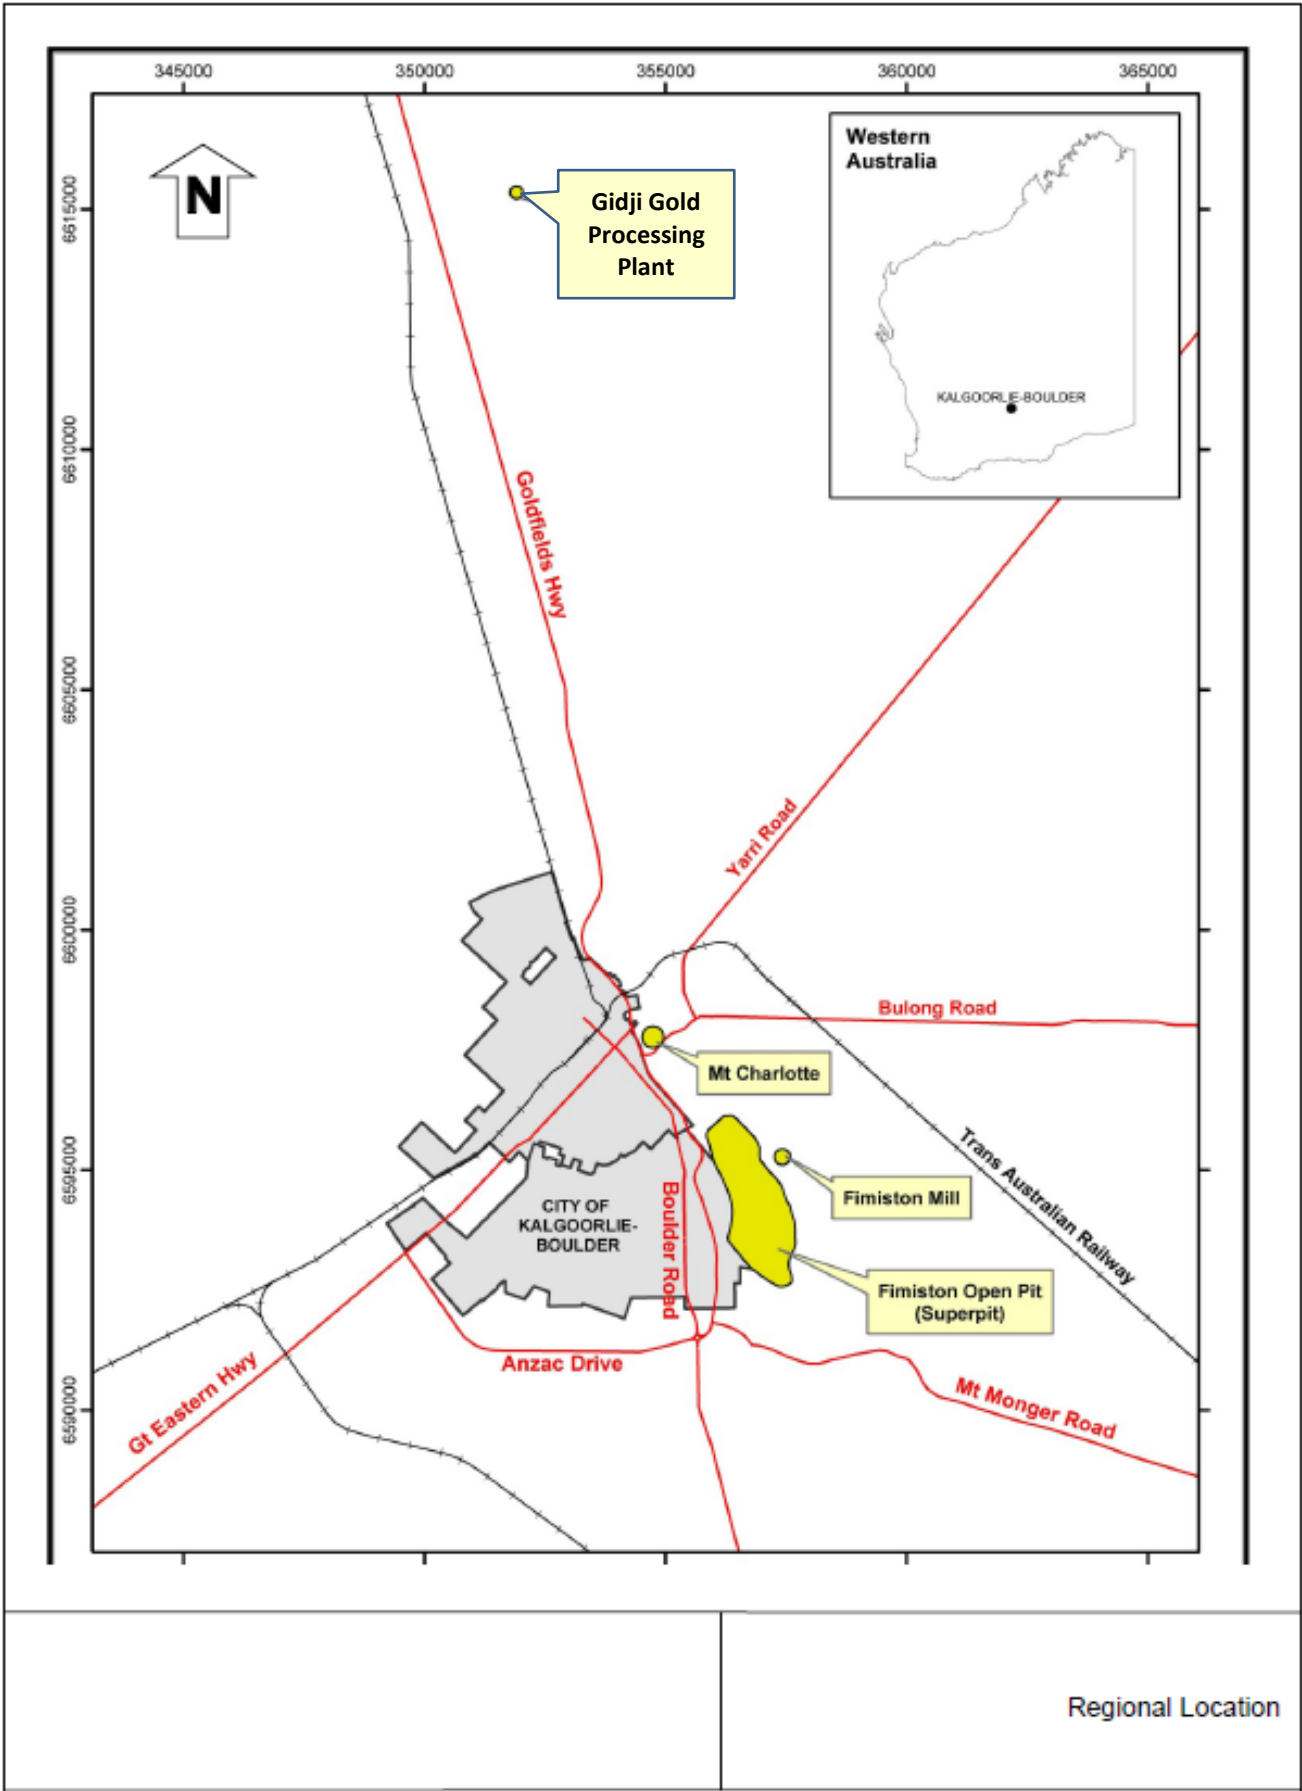 345000
350000
355000
360000
365000
Western
Australia
N
Gidji Gold
Processing
Plant
6615000
KALGOORLIE-BOULDER
6610000
Goldfields Hwy
6605000
Yarri Road
6600000
Bulong Road
Mt Charlotte
6595000
Trans Australian Railway
Fimiston Mill
CITY OF
KALGOORLIE-
BOULDER
Boulder Road
Fimiston Open Pit
(Superpit)
Anzac Drive
Gt Eastern Hwy
Mt Monger Road
6590000
Regional Location